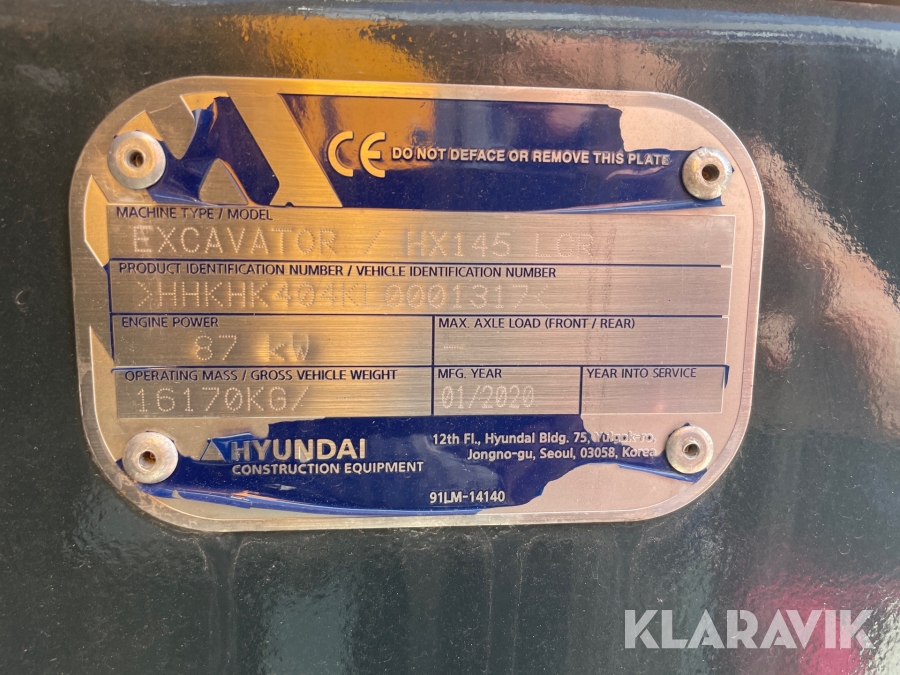 CE DO NOT DEFACE OR REMOVE THIS PLATE
MACHINE TYPE / MODEL
EXCAVATOR / HX145 LCR
PRODUCT IDENTIFICATION NUMBER / VEHICLE IDENTIFICATION NUMBER
>HHKHK404KL0001317<
ENGINE POWER
87 kW
MAX. AXLE LOAD (FRONT / REAR)
-
OPERATING MASS / GROSS VEHICLE WEIGHT
16170KG/
MFG. YEAR
01/2020
YEAR INTO SERVICE
HYUNDAI
CONSTRUCTION EQUIPMENT
12th Fl., Hyundai Bldg. 75, Yulgok-ro,
Jongno-gu, Seoul, 03058, Korea
91LM-14140
KLARAVIK